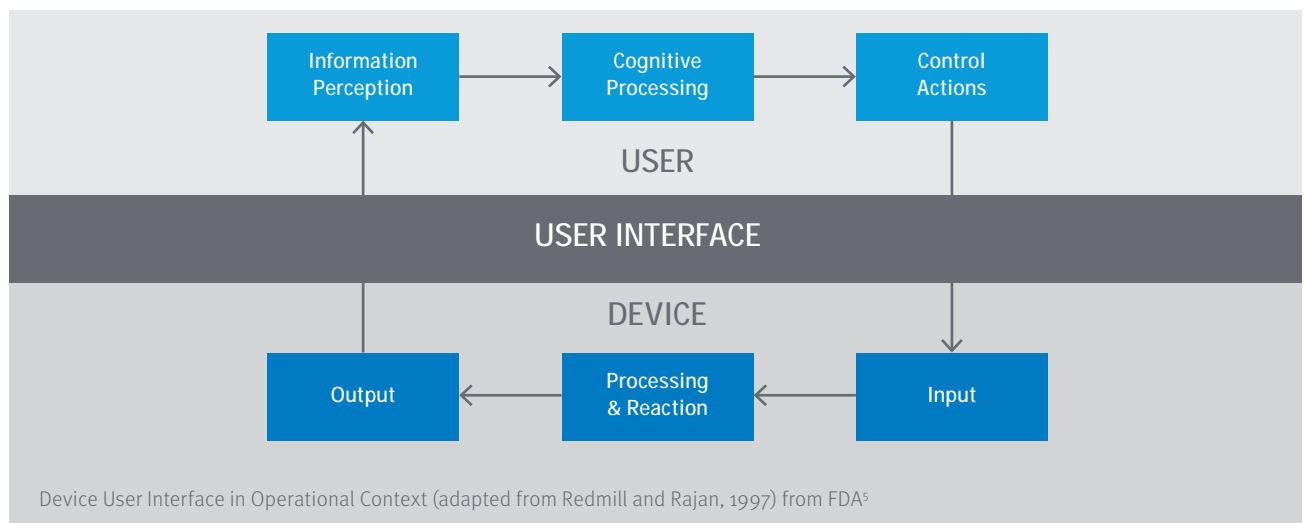 Information
Perception
Cognitive
Processing
Control
Actions
USER
USER INTERFACE
DEVICE
Output
Processing
& Reaction
Input
Device User Interface in Operational Context (adapted from Redmill and Rajan, 1997) from FDA⁵